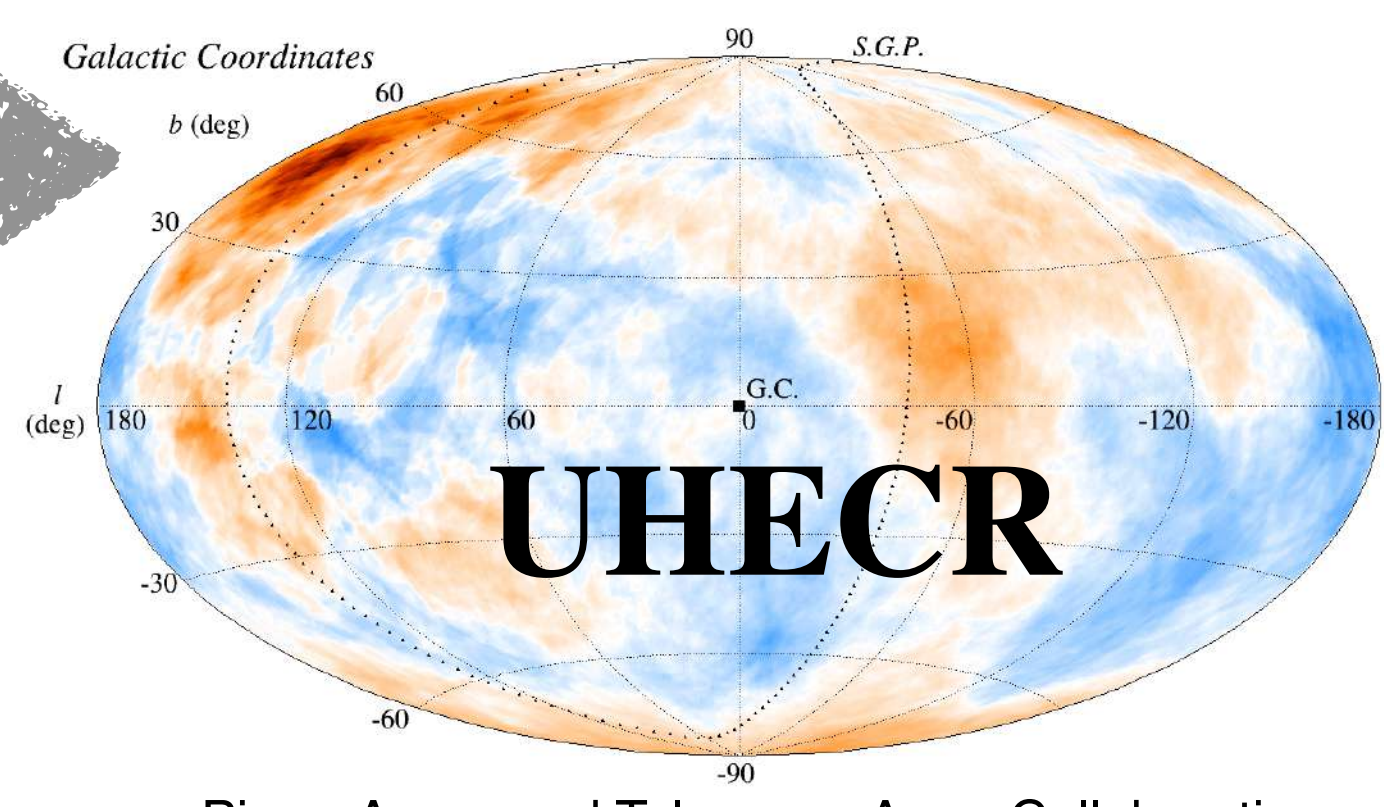 90
S.G.P.
Galactic Coordinates
60
b (deg)
30
G.C.
l
(deg)
180 120 60 0 -60 -120 -180
UHECR
-30
-60
-90